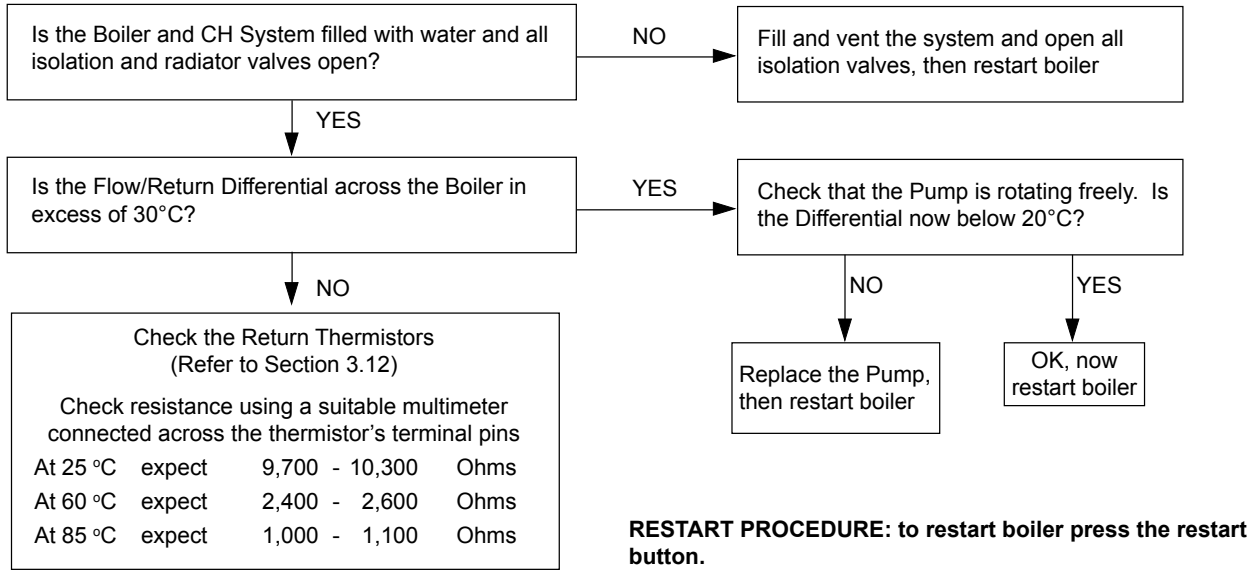 Is the Boiler and CH System filled with water and all
isolation and radiator valves open?
NO
Fill and vent the system and open all
isolation valves, then restart boiler
YES
Is the Flow/Return Differential across the Boiler in
excess of 30°C?
YES
Check that the Pump is rotating freely.  Is
the Differential now below 20°C?
NO
NO
YES
Check the Return Thermistors
(Refer to Section 3.12)
Check resistance using a suitable multimeter
connected across the thermistor's terminal pins
At 25 °C expect 9,700 - 10,300 Ohms
At 60 °C expect 2,400 - 2,600 Ohms
At 85 °C expect 1,000 - 1,100 Ohms
Replace the Pump,
then restart boiler
OK, now
restart boiler
RESTART PROCEDURE: to restart boiler press the restart
button.